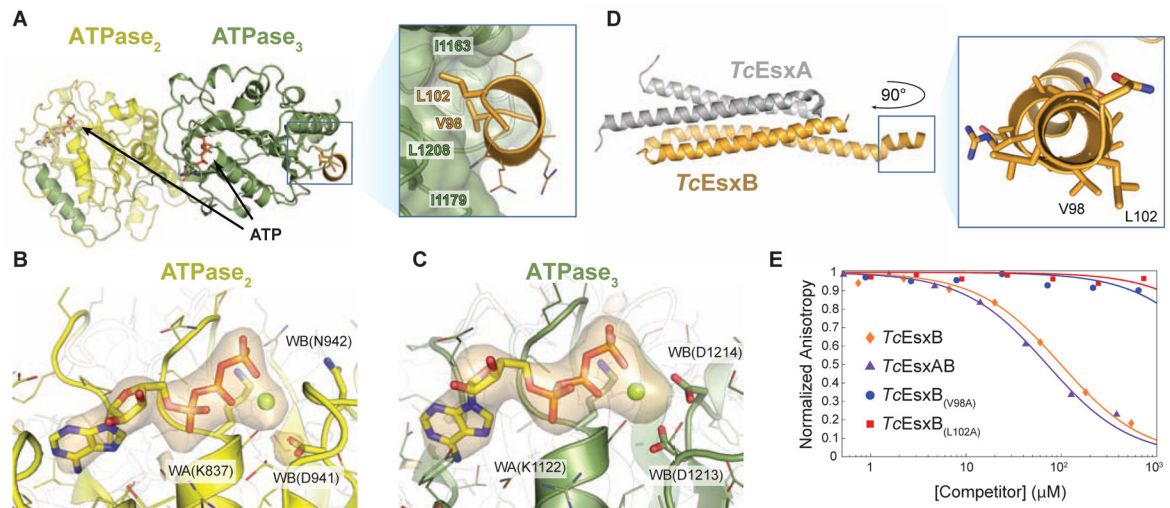 A
ATPase2
ATPase3
ATP
I1163
L102
V98
L1208
I1179
D
TcEsxA
TcEsxB
90°
V98
L102
B
ATPase2
WB(N942)
WA(K837)
WB(D941)
C
ATPase3
WB(D1214)
WA(K1122)
WB(D1213)
E
Normalized Anisotropy
1
0.9
0.8
0.7
0.6
0.5
0.4
0.3
0.2
0.1
TcEsxB
TcEsxAB
TcEsxB(V98A)
TcEsxB(L102A)
1
10
10²
10³
[Competitor] (µM)